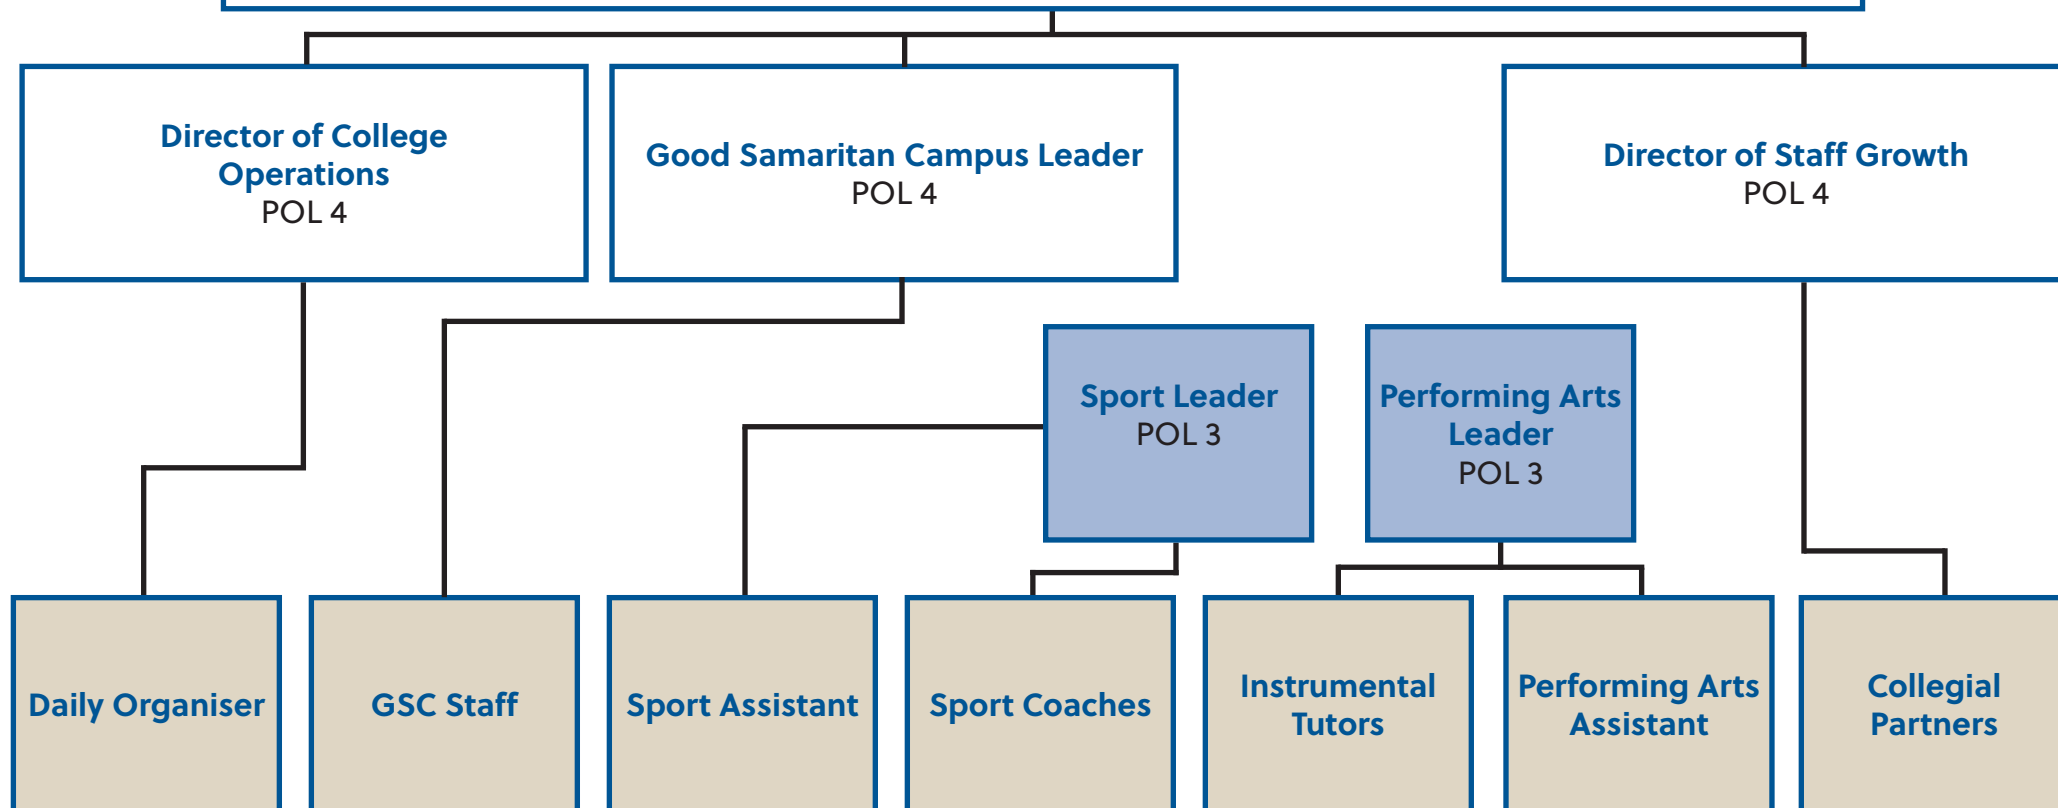 Director of College
Operations
POL 4
Good Samaritan Campus Leader
POL 4
Director of Staff Growth
POL 4
Sport Leader
POL 3
Performing Arts
Leader
POL 3
Daily Organiser
GSC Staff
Sport Assistant
Sport Coaches
Instrumental
Tutors
Performing Arts
Assistant
Collegial
Partners